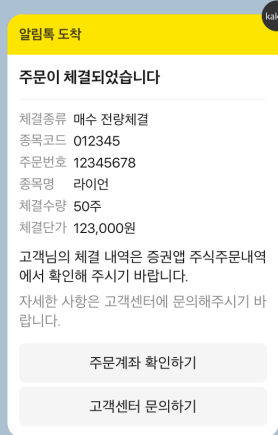 kak
알림톡 도착
주문이 체결되었습니다
체결종류 매수 전량체결
종목코드 012345
주문번호 12345678
종목명 라이언
체결수량 50주
체결단가 123,000원
고객님의 체결 내역은 증권앱 주식주문내역
에서 확인해 주시기 바랍니다.
자세한 사항은 고객센터에 문의해주시기 바
랍니다.
주문계좌 확인하기
고객센터 문의하기